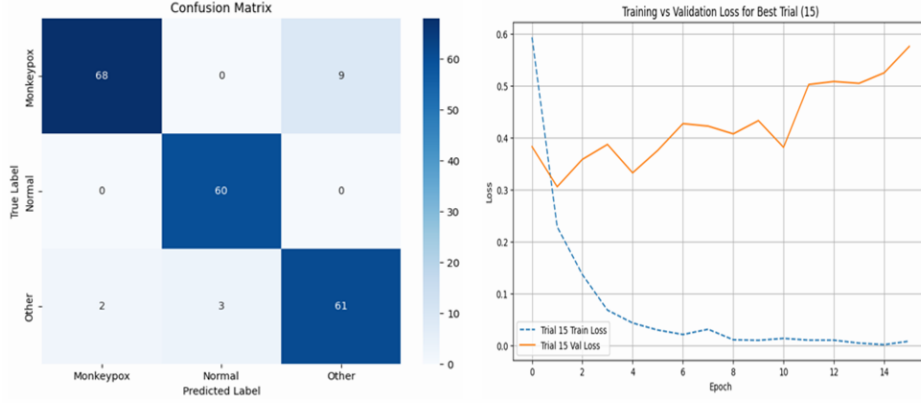 Confusion Matrix
True Label
Monkeypox
Normal
Other
68 0 9
0 60 0
2 3 61
Monkeypox Normal Other
Predicted Label
60
50
40
30
20
10
0
Training vs Validation Loss for Best Trial (15)
Loss
0.6
0.5
0.4
0.3
0.2
0.1
0.0
Trial 15 Train Loss
Trial 15 Val Loss
0 2 4 6 8 10 12 14
Epoch